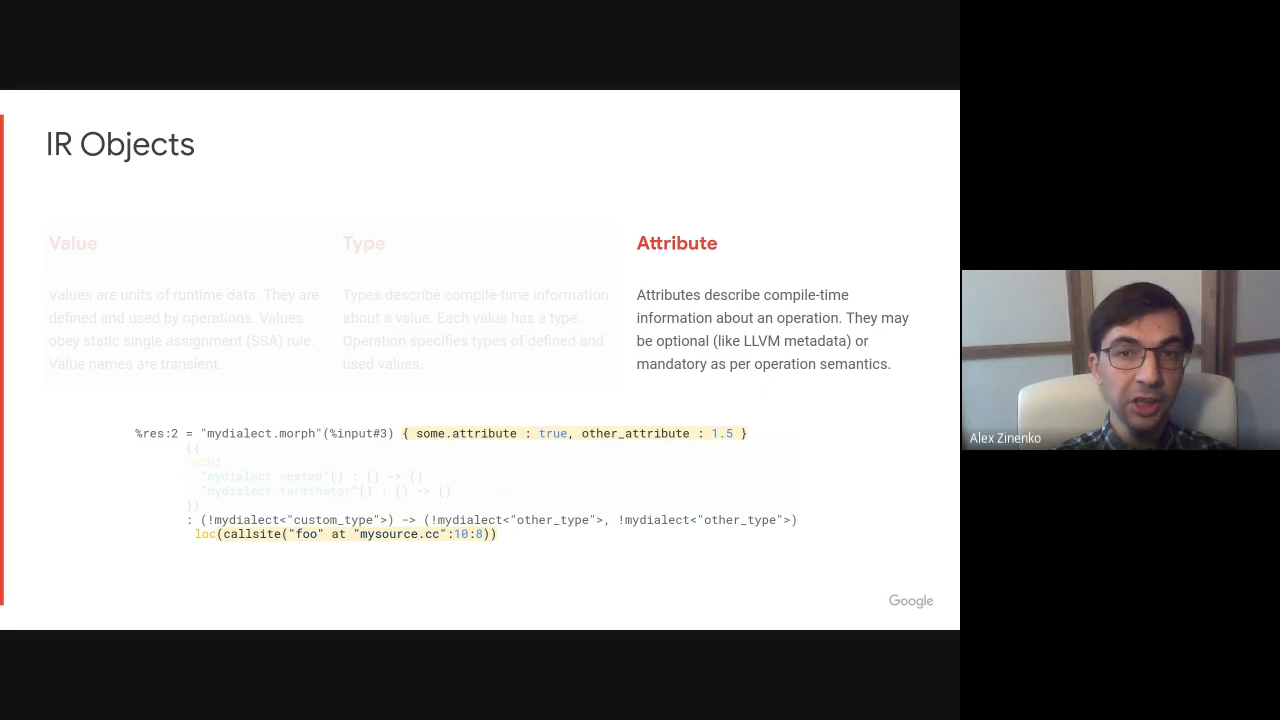 IR Objects
Value
Type
Attribute
Values are units of runtime data. They are
defined and used by operations. Values
obey static single assignment (SSA) rule.
Value names are transient.
Types describe compile-time information
about a value. Each value has a type.
Operation specifies types of defined and
used values.
Attributes describe compile-time
information about an operation. They may
be optional (like LLVM metadata) or
mandatory as per operation semantics.
%res:2 = "mydialect.morph"(%input#3) { some.attribute : true, other_attribute : 1.5 }
({
"mydialect.nested"() : () -> ()
"mydialect.terminator"() : () -> ()
})
: (!mydialect<"custom_type">) -> (!mydialect<"other_type">, !mydialect<"other_type">)
loc(callsite("foo" at "mysource.cc":10:8))
Google
Alex Zinenko